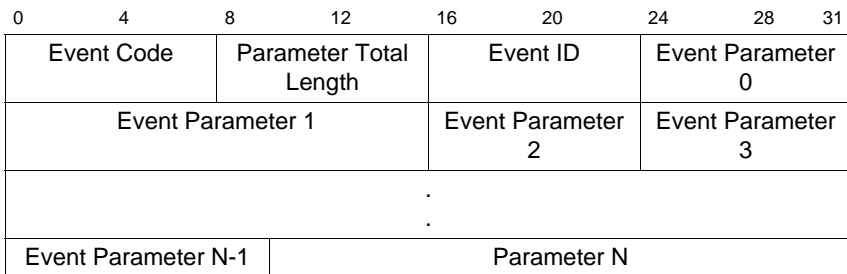 0 4 8 12 16 20 24 28 31
Event Code Parameter Total Event ID Event Parameter
Length 0
Event Parameter 1 Event Parameter Event Parameter
2 3
.
.
Event Parameter N-1 Parameter N